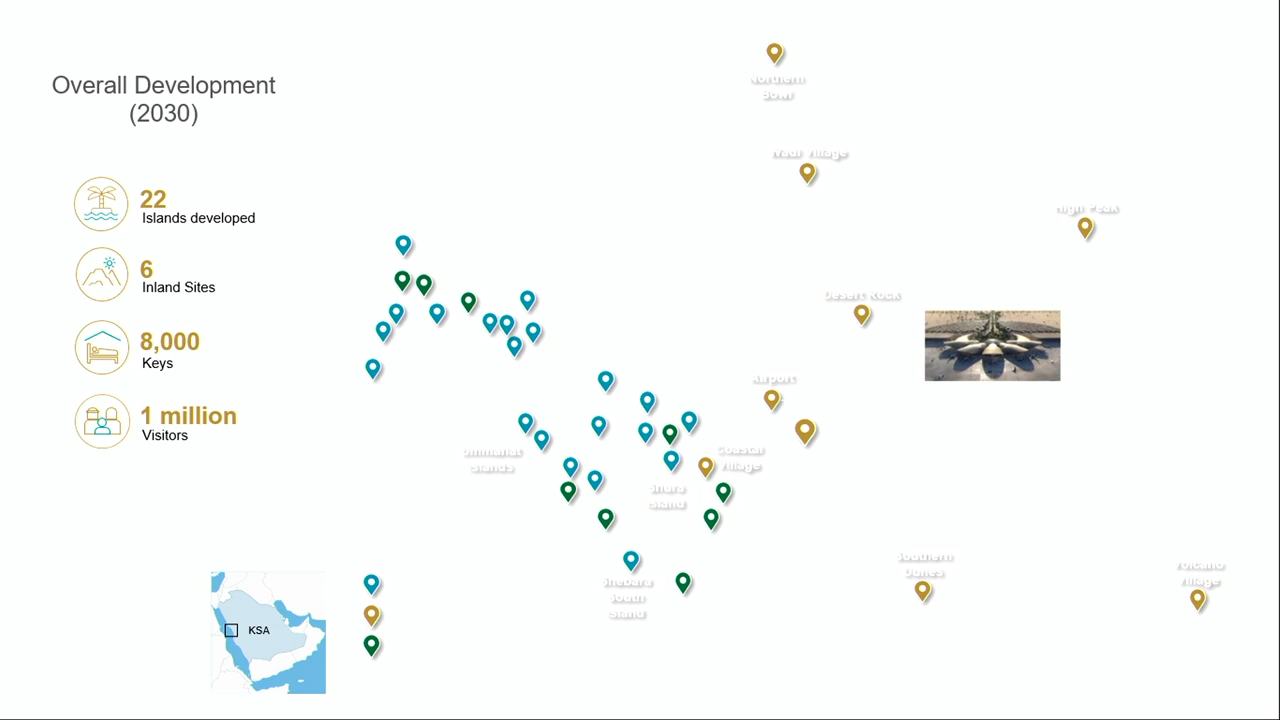 Overall Development
(2030)
22
Islands developed
6
Inland Sites
8,000
Keys
1 million
Visitors
Northern
Bowl
Wadi Village
High Peak
Desert Rock
Airport
Coastal
Village
Ummahat
Islands
Shura
Island
Shebara
South
Island
Southern
Dunes
Volcano
Village
KSA